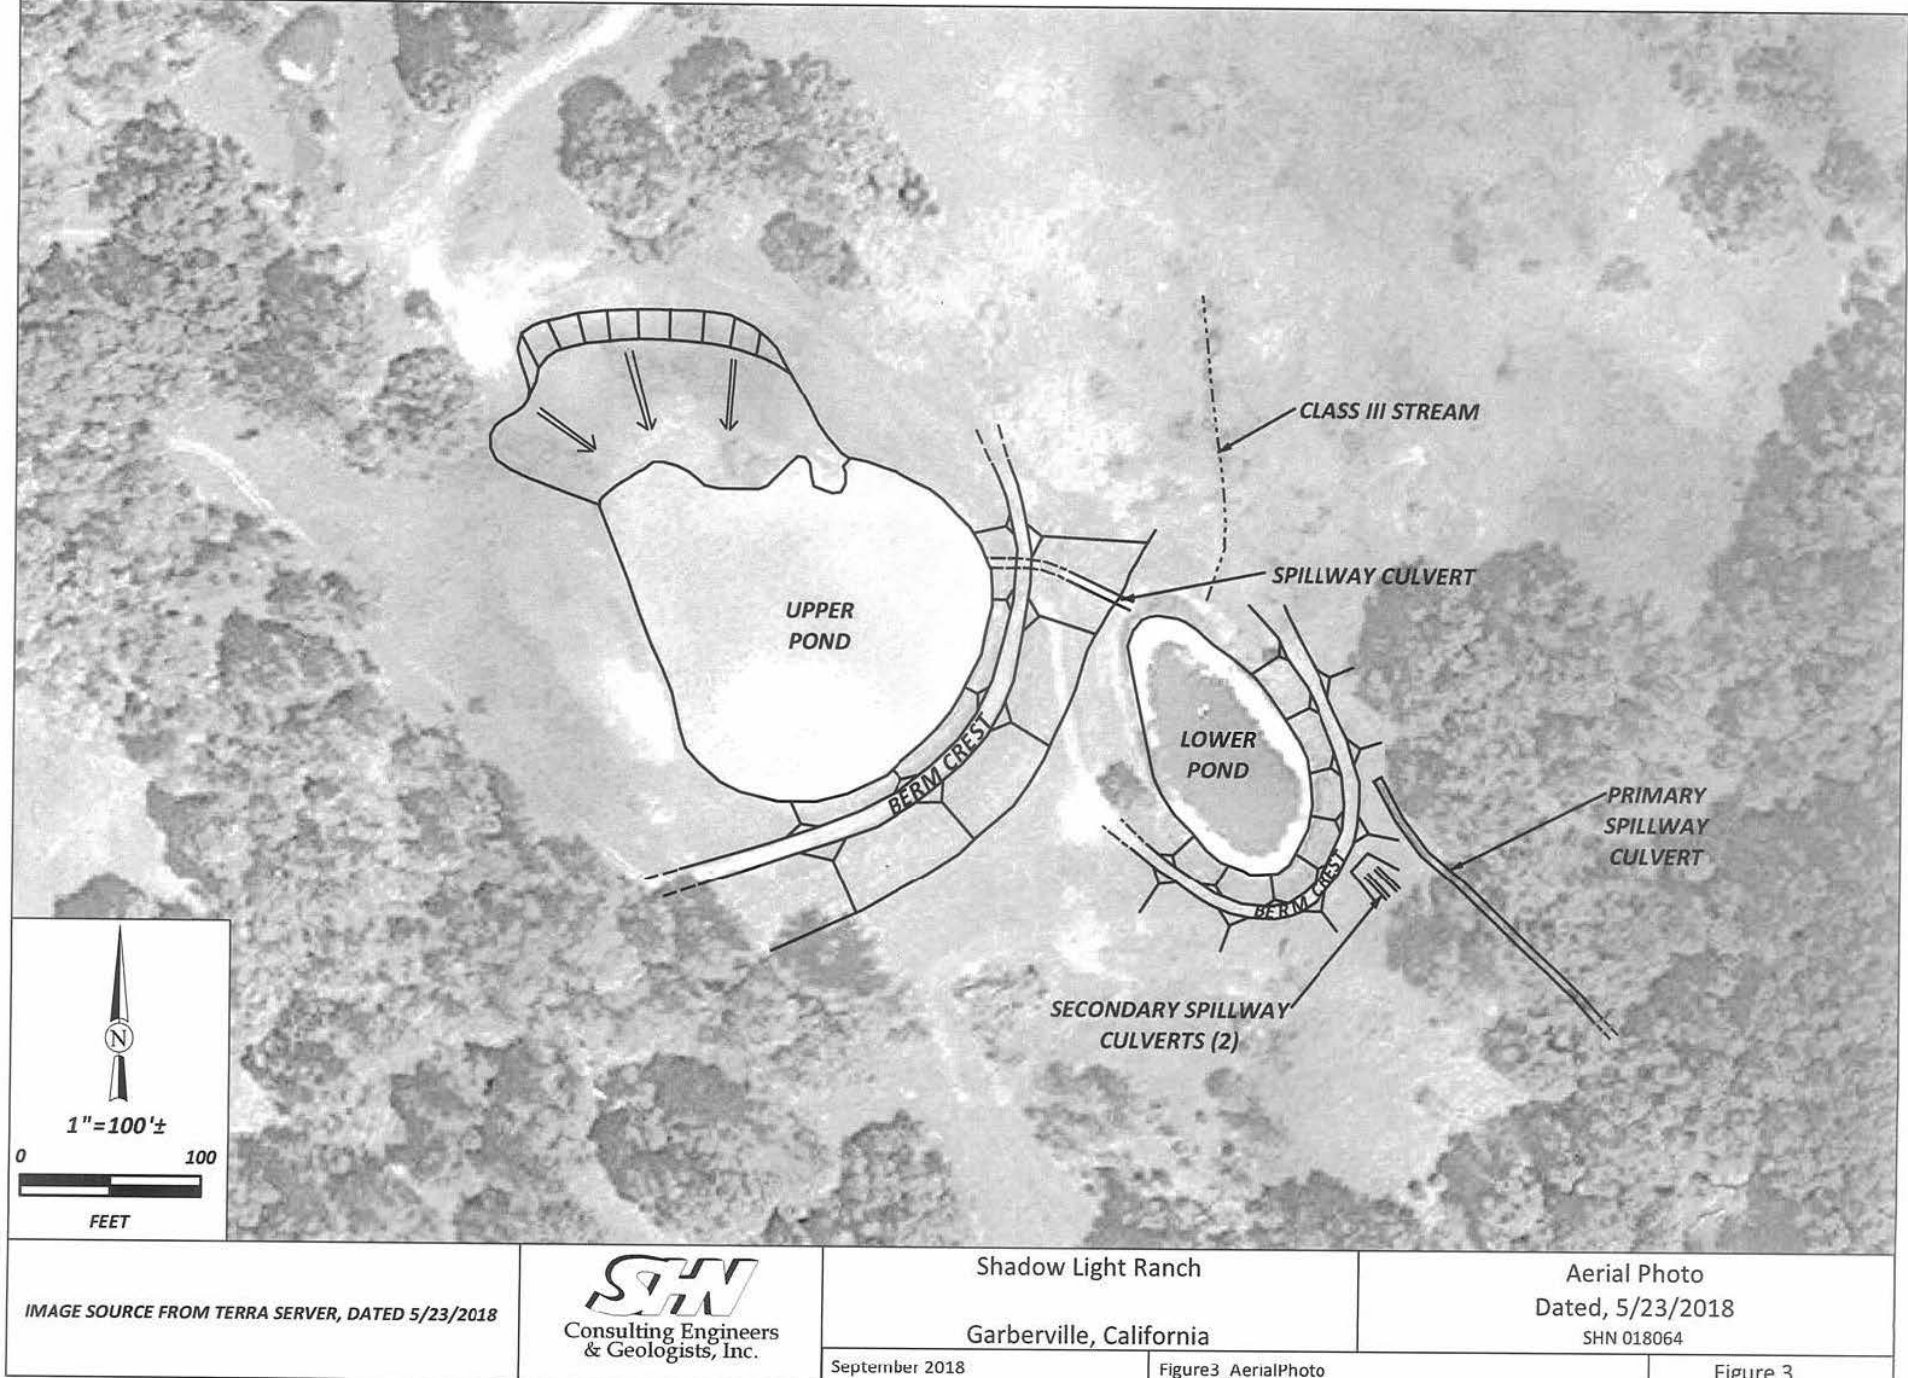 CLASS III STREAM
SPILLWAY CULVERT
UPPER
POND
LOWER
POND
BERM CREST
BERM CREST
PRIMARY
SPILLWAY
CULVERT
SECONDARY SPILLWAY
CULVERTS (2)
N
1"=100'±
0 100
FEET
IMAGE SOURCE FROM TERRA SERVER, DATED 5/23/2018
SHN
Consulting Engineers
& Geologists, Inc.
Shadow Light Ranch
Garberville, California
Aerial Photo
Dated, 5/23/2018
SHN 018064
September 2018
Figure3_AerialPhoto
Figure 3